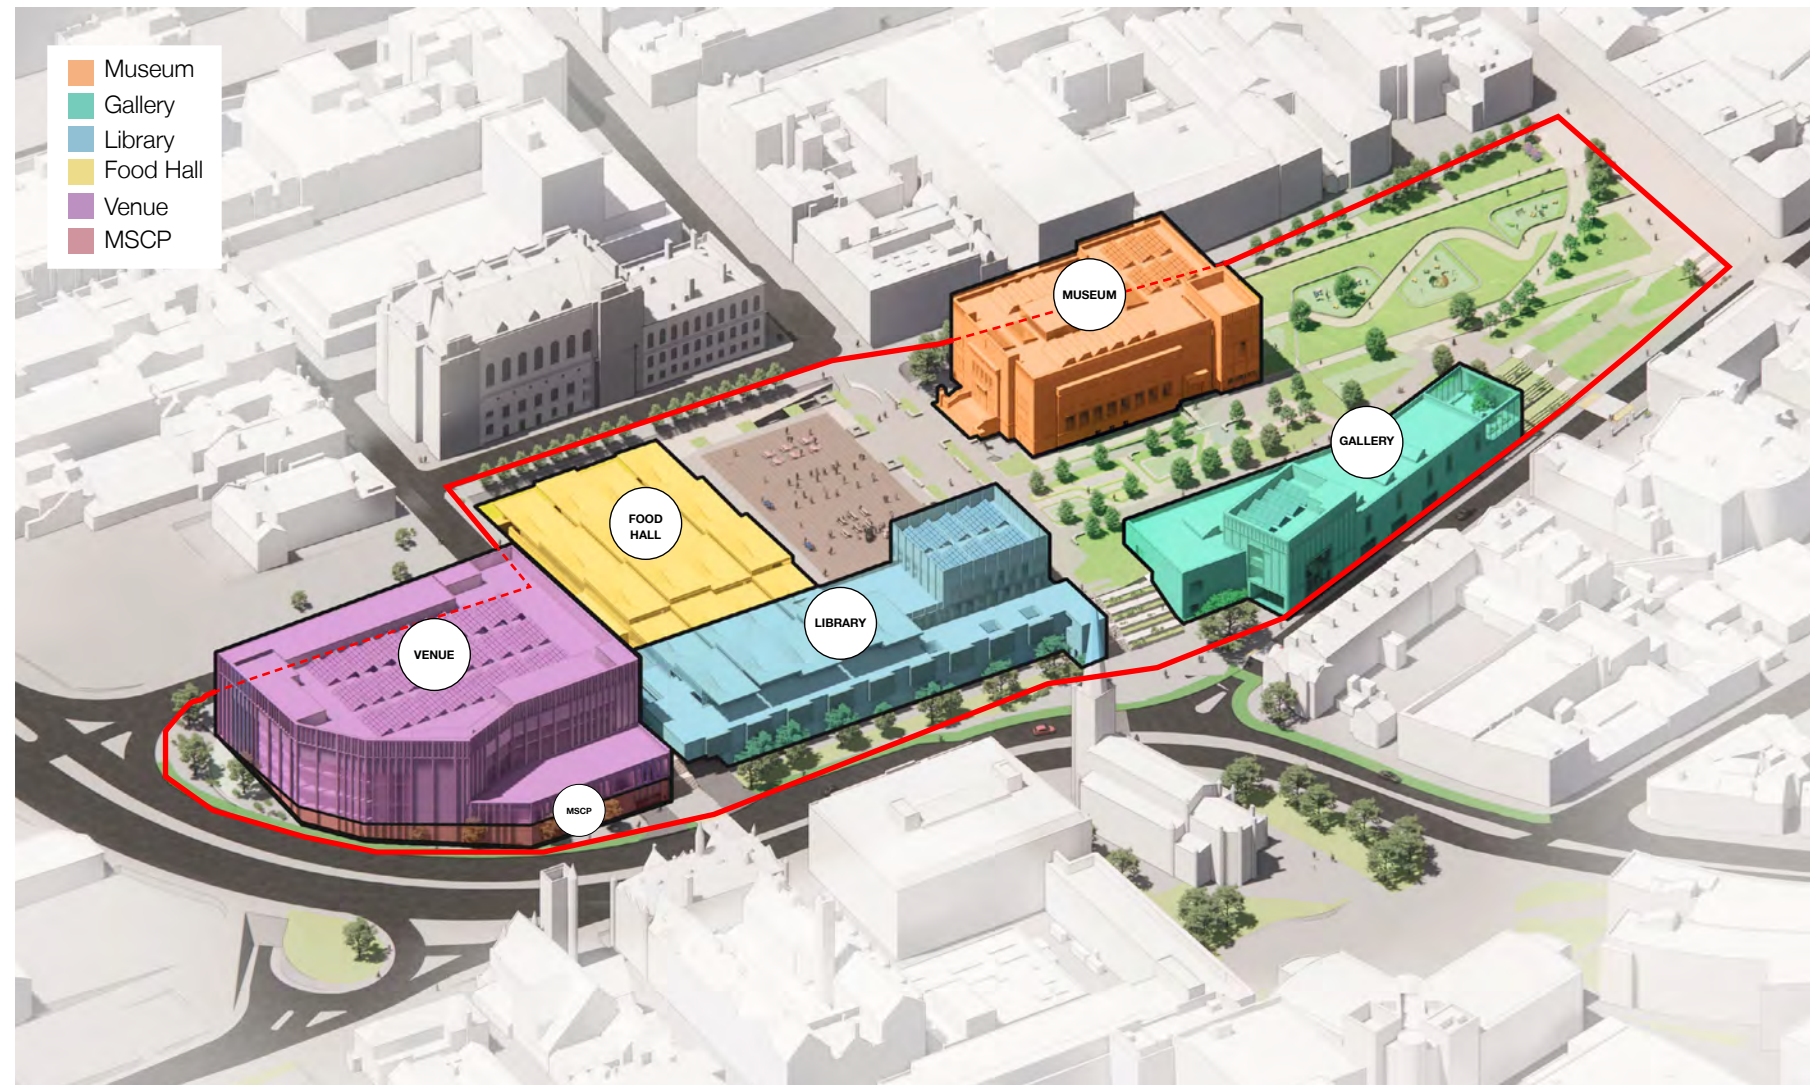 Museum
Gallery
Library
Food Hall
Venue
MSCP
MUSEUM
GALLERY
FOOD
HALL
LIBRARY
VENUE
MSCP